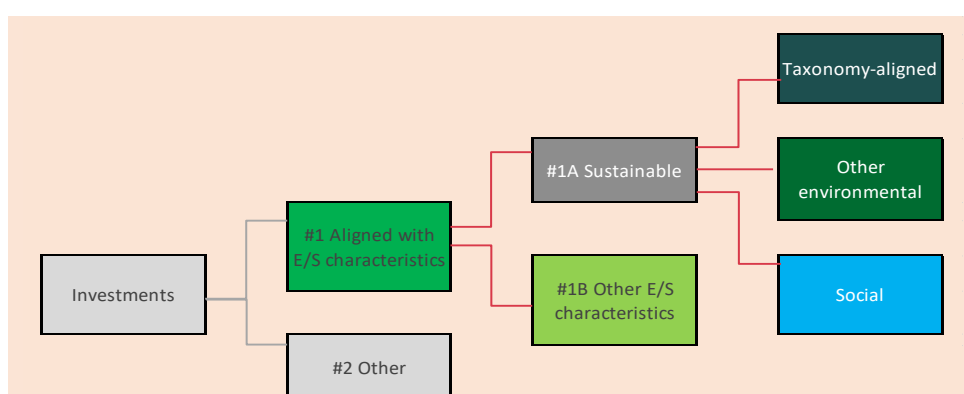 Taxonomy-aligned
#1A Sustainable
Other
environmental
#1 Aligned with
E/S characteristics
Investments
#1B Other E/S
characteristics
Social
#2 Other